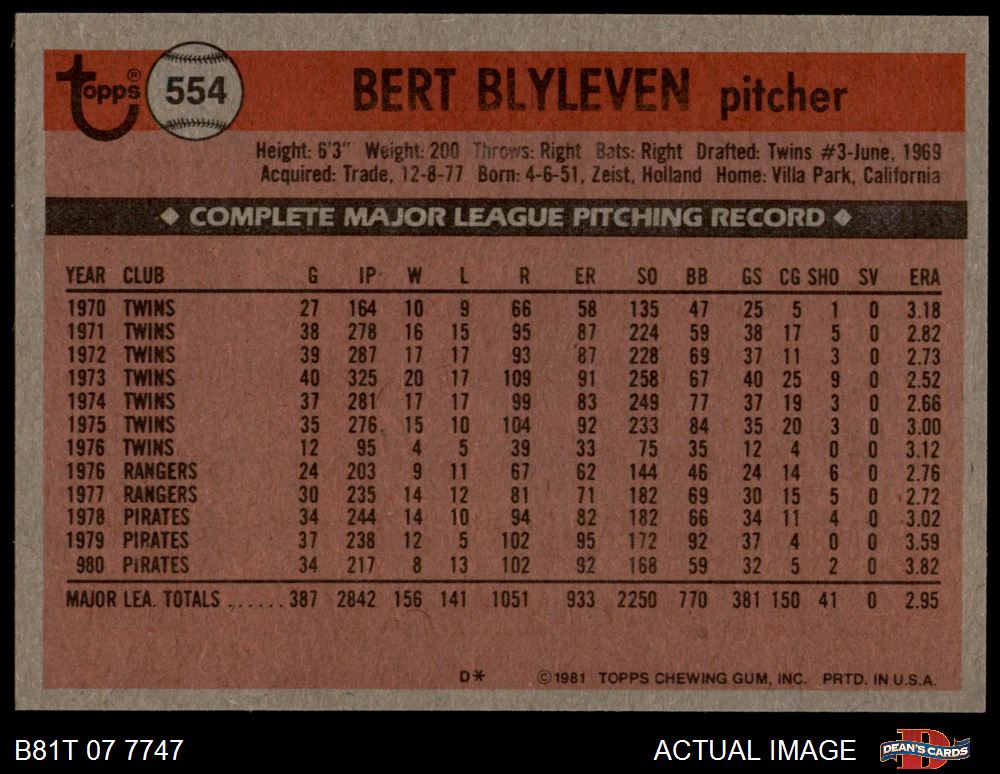 topps® 554 BERT BLYLEVEN pitcher
Height: 6'3" Weight: 200 Throws: Right Bats: Right Drafted: Twins #3-June, 1969
Acquired: Trade, 12-8-77 Born: 4-6-51, Zeist, Holland Home: Villa Park, California
◆ COMPLETE MAJOR LEAGUE PITCHING RECORD ◆
YEAR CLUB G IP W L R ER SO BB GS CG SHO SV ERA
1970 TWINS 27 164 10 9 66 58 135 47 25 5 1 0 3.18
1971 TWINS 38 278 16 15 95 87 224 59 38 17 5 0 2.82
1972 TWINS 39 287 17 17 93 87 228 69 37 11 3 0 2.73
1973 TWINS 40 325 20 17 109 91 258 67 40 25 9 0 2.52
1974 TWINS 37 281 17 17 99 83 249 77 37 19 3 0 2.66
1975 TWINS 35 276 15 10 104 92 233 84 35 20 3 0 3.00
1976 TWINS 12 95 4 5 39 33 75 35 12 4 0 0 3.12
1976 RANGERS 24 203 9 11 67 62 144 46 24 14 6 0 2.76
1977 RANGERS 30 235 14 12 81 71 182 69 30 15 5 0 2.72
1978 PIRATES 34 244 14 10 94 82 182 66 34 11 4 0 3.02
1979 PIRATES 37 238 12 5 102 95 172 92 37 4 0 0 3.59
980 PIRATES 34 217 8 13 102 92 168 59 32 5 2 0 3.82
MAJOR LEA. TOTALS ...... 387 2842 156 141 1051 933 2250 770 381 150 41 0 2.95
D* ©1981 TOPPS CHEWING GUM, INC. PRTD. IN U.S.A.
B81T 07 7747 ACTUAL IMAGE DEAN'S CARDS